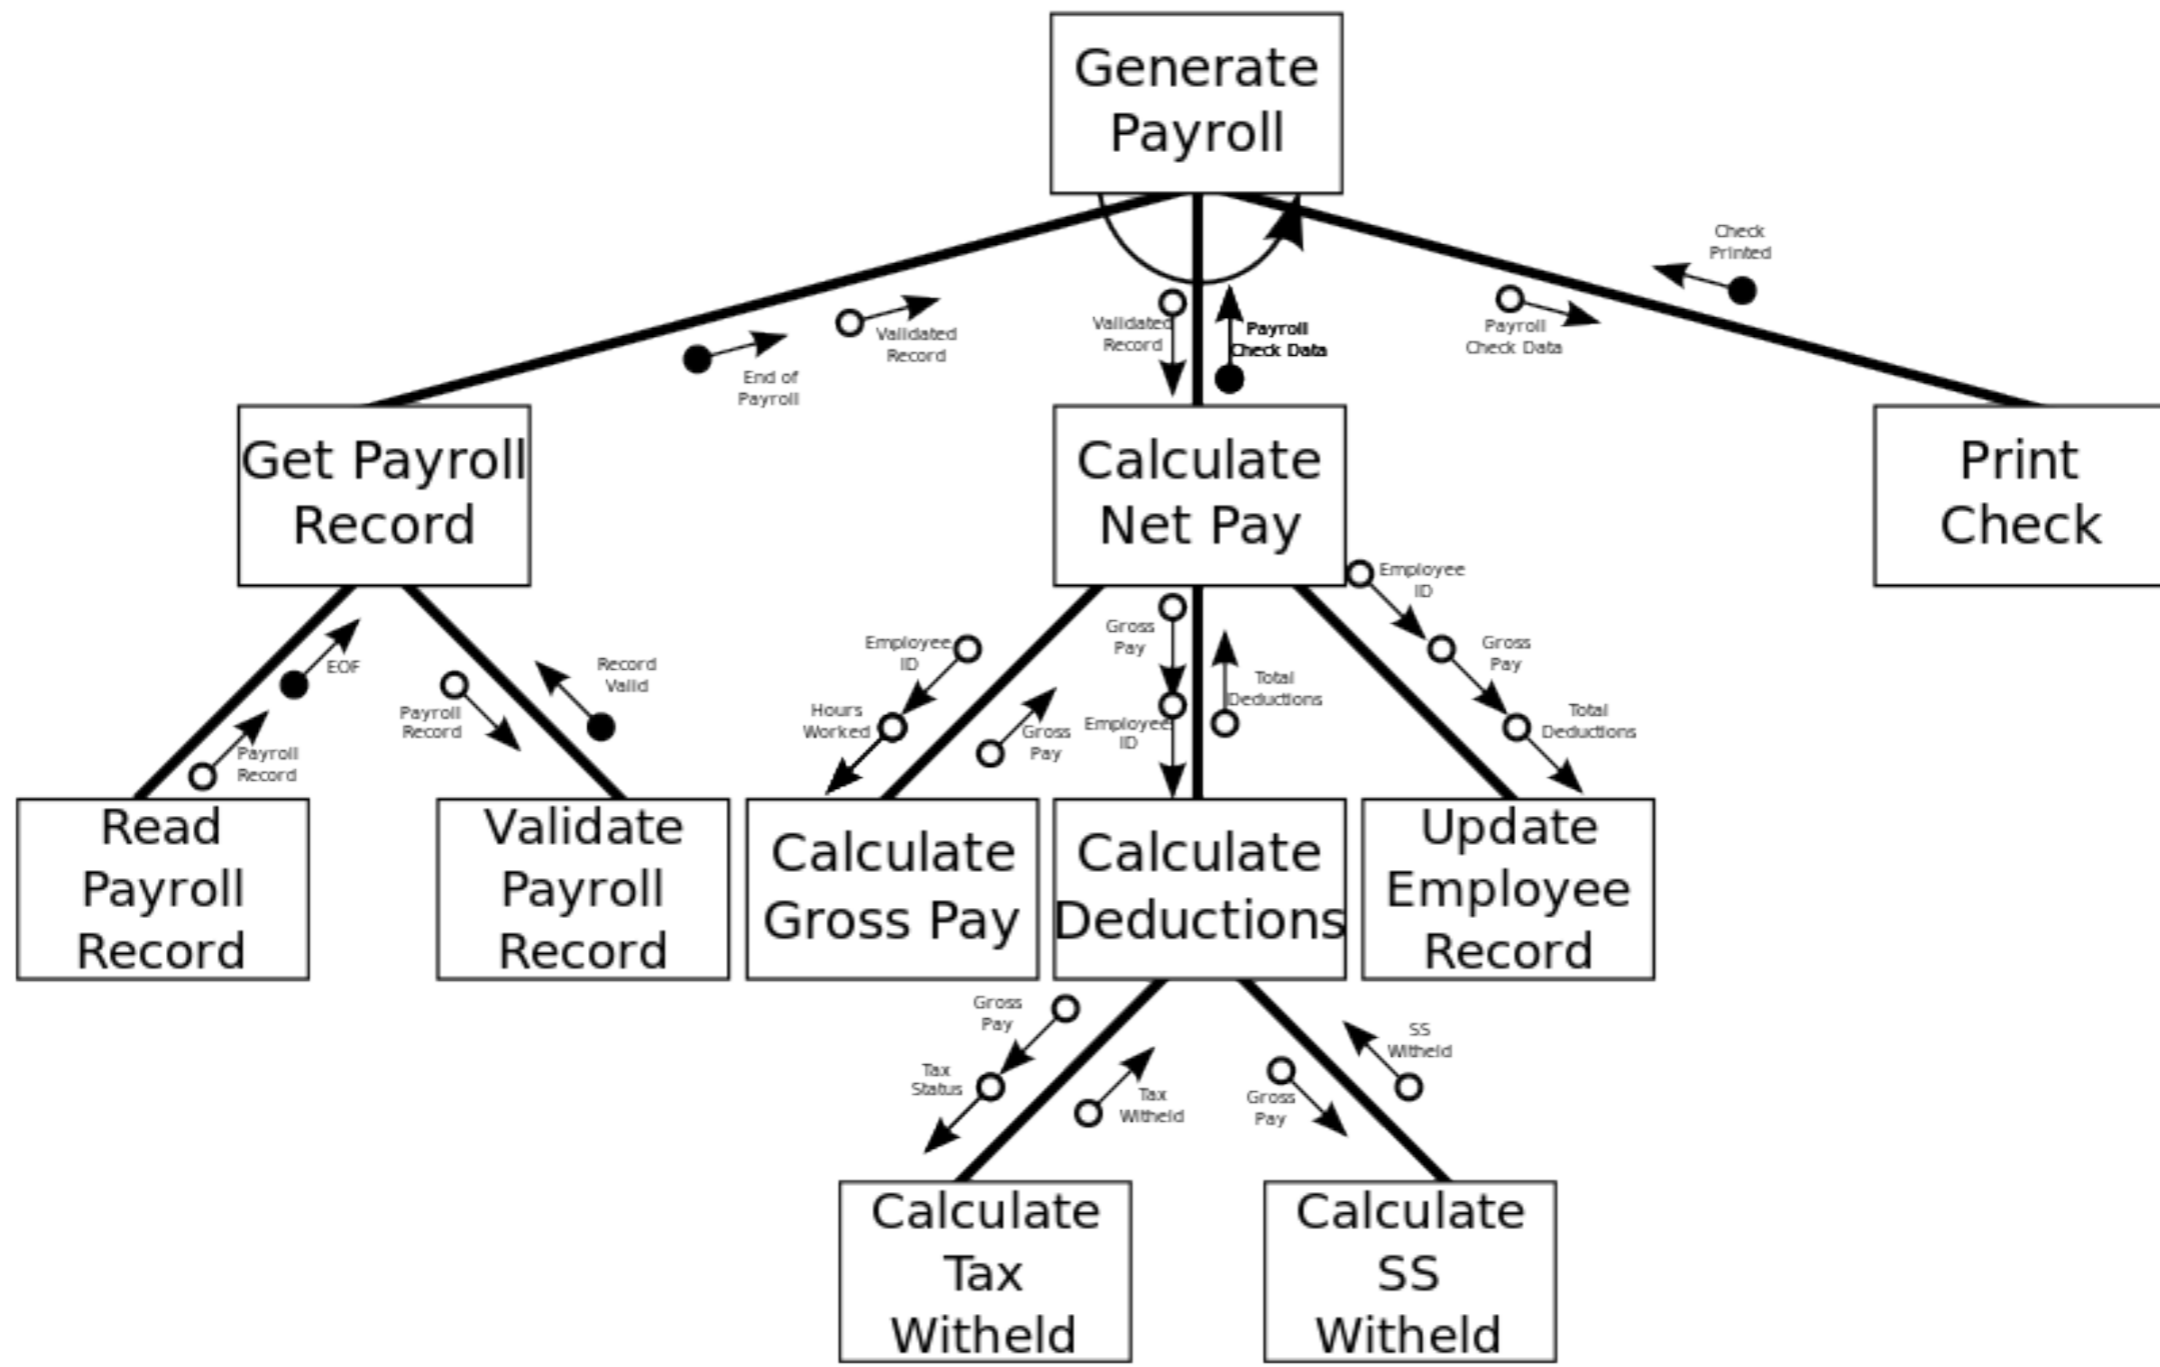 Generate
Payroll
Check
Printed
Validated
Record
End of
Payroll
Validated
Record
Payroll
Check Data
Payroll
Check Data
Get Payroll
Record
Calculate
Net Pay
Print
Check
EOF
Payroll
Record
Payroll
Record
Record
Valid
Employee
ID
Hours
Worked
Gross
Pay
Gross
Pay
Employee
ID
Total
Deductions
Employee
ID
Gross
Pay
Total
Deductions
Read
Payroll
Record
Validate
Payroll
Record
Calculate
Gross Pay
Calculate
Deductions
Update
Employee
Record
Gross
Pay
Tax
Status
Tax
Witheld
Gross
Pay
SS
Witheld
Calculate
Tax
Witheld
Calculate
SS
Witheld